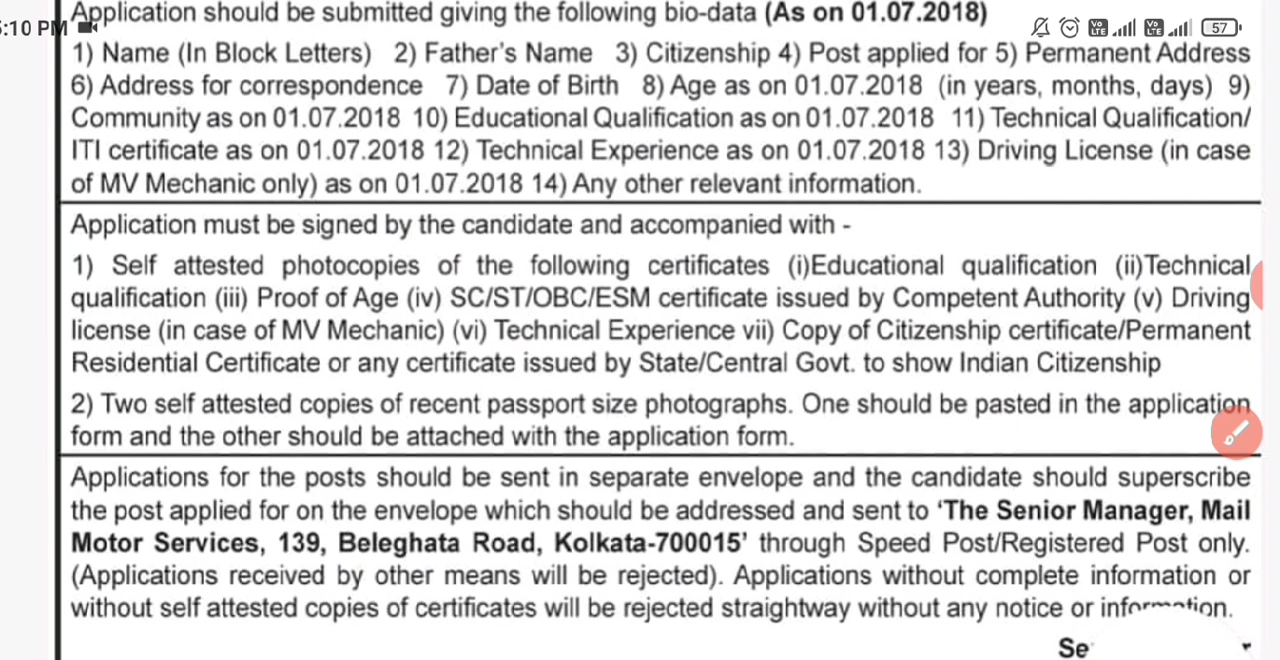 Application should be submitted giving the following bio-data (As on 01.07.2018)
:10 PM
57
1) Name (In Block Letters) 2) Father's Name 3) Citizenship 4) Post applied for 5) Permanent Address
6) Address for correspondence 7) Date of Birth 8) Age as on 01.07.2018 (in years, months, days) 9)
Community as on 01.07.2018 10) Educational Qualification as on 01.07.2018 11) Technical Qualification/
ITI certificate as on 01.07.2018 12) Technical Experience as on 01.07.2018 13) Driving License (in case
of MV Mechanic only) as on 01.07.2018 14) Any other relevant information.
Application must be signed by the candidate and accompanied with -
1) Self attested photocopies of the following certificates (i)Educational qualification (ii)Technical
qualification (iii) Proof of Age (iv) SC/ST/OBC/ESM certificate issued by Competent Authority (v) Driving
license (in case of MV Mechanic) (vi) Technical Experience vii) Copy of Citizenship certificate/Permanent
Residential Certificate or any certificate issued by State/Central Govt. to show Indian Citizenship
2) Two self attested copies of recent passport size photographs. One should be pasted in the application
form and the other should be attached with the application form.
Applications for the posts should be sent in separate envelope and the candidate should superscribe
the post applied for on the envelope which should be addressed and sent to ‘The Senior Manager, Mail
Motor Services, 139, Beleghata Road, Kolkata-700015’ through Speed Post/Registered Post only.
(Applications received by other means will be rejected). Applications without complete information or
without self attested copies of certificates will be rejected straightway without any notice or information.